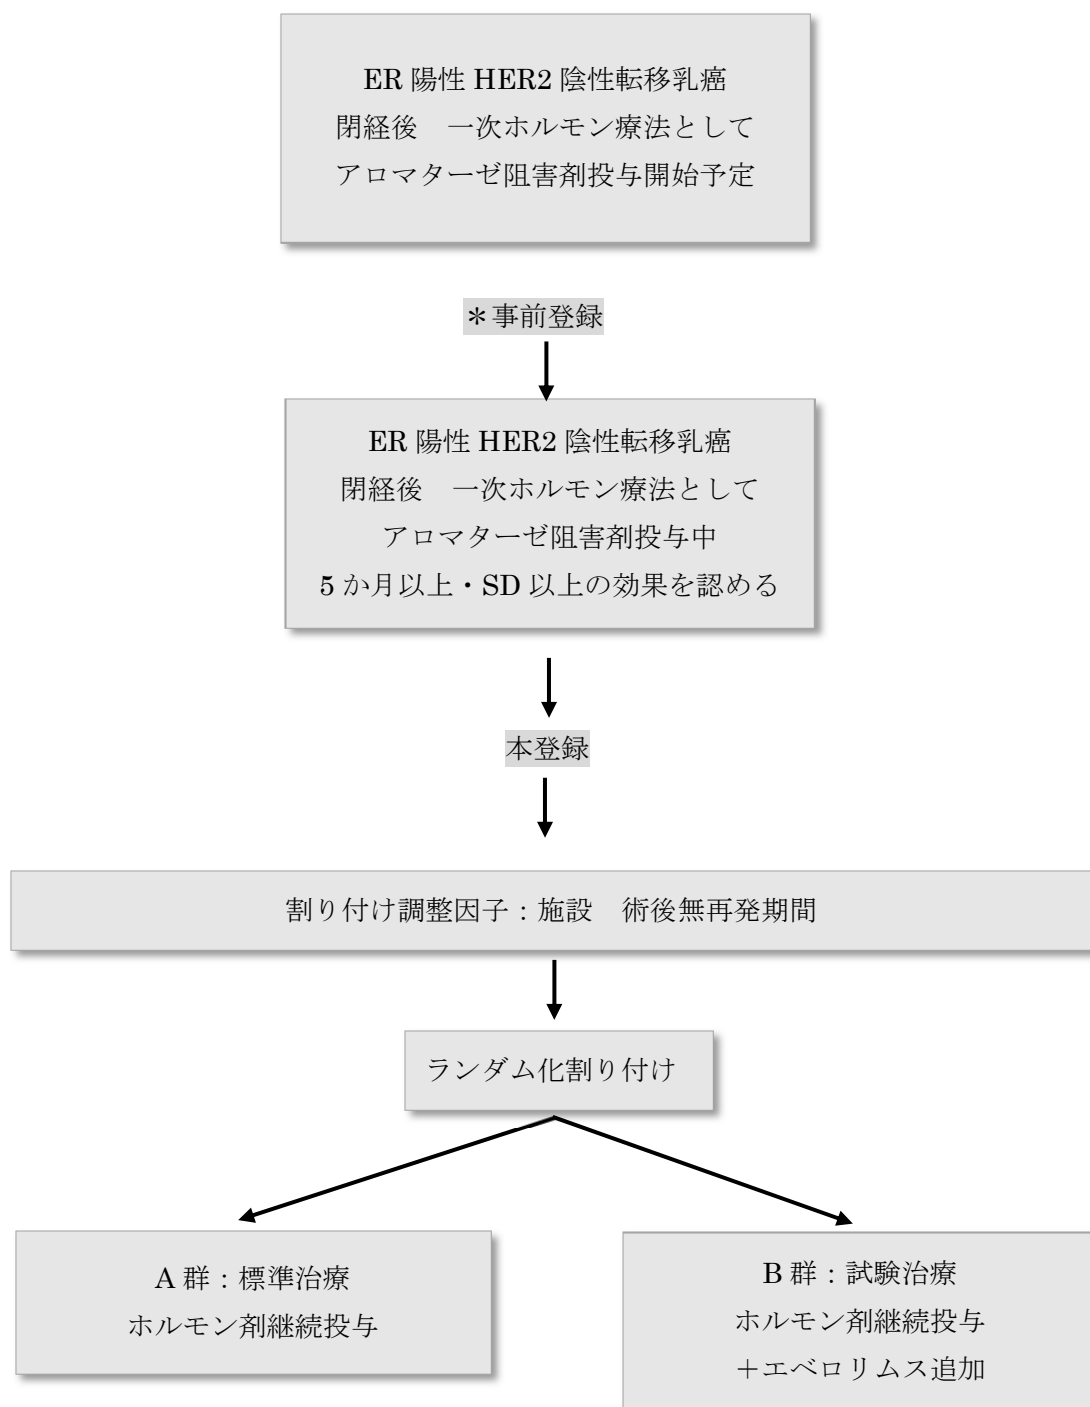 ER 陽性 HER2 陰性転移乳癌
閉経後　一次ホルモン療法として
アロマターゼ阻害剤投与開始予定
＊事前登録
ER 陽性 HER2 陰性転移乳癌
閉経後　一次ホルモン療法として
アロマターゼ阻害剤投与中
5 か月以上・SD 以上の効果を認める
本登録
割り付け調整因子：施設　術後無再発期間
ランダム化割り付け
A 群：標準治療
ホルモン剤継続投与
B 群：試験治療
ホルモン剤継続投与
＋エベロリムス追加